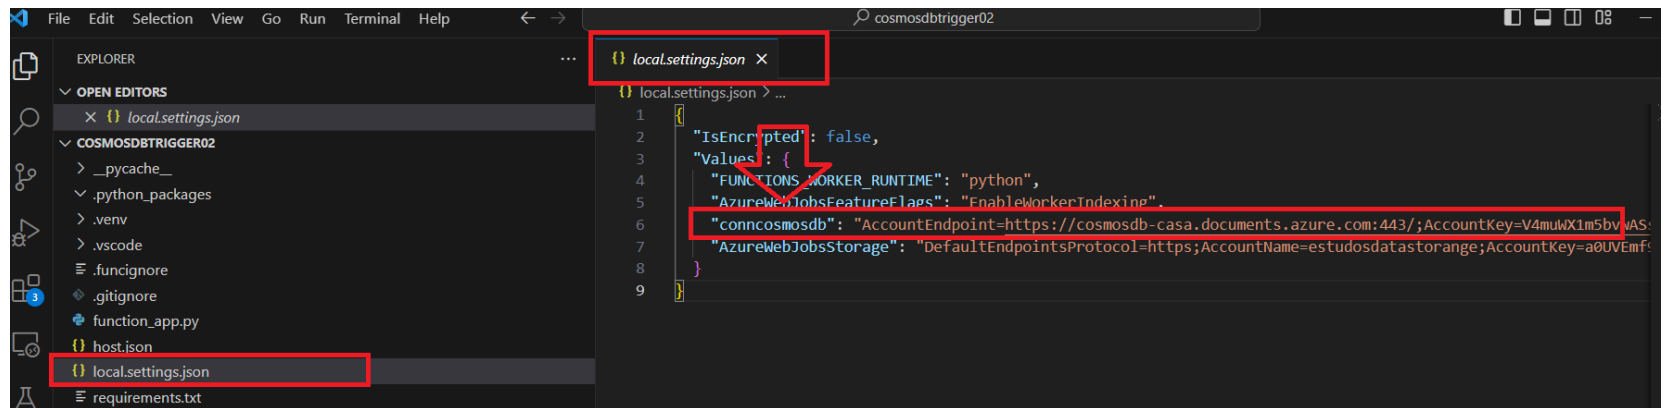 File Edit Selection View Go Run Terminal Help
cosmosdbtrigger02
EXPLORER
OPEN EDITORS
local.settings.json
COSMOSDBTRIGGER02
__pycache__
.python_packages
.venv
.vscode
.funcignore
.gitignore
function_app.py
host.json
local.settings.json
requirements.txt
3
{} local.settings.json
{} local.settings.json > ...
1 {
2 "IsEncrypted": false,
3 "Values": {
4 "FUNCTIONS_WORKER_RUNTIME": "python",
5 "AzureWebJobsFeatureFlags": "EnableWorkerIndexing",
6 "conncosmosdb": "AccountEndpoint=https://cosmosdb-casa.documents.azure.com:443/;AccountKey=
7 "AzureWebJobsStorage": "DefaultEndpointsProtocol=https;AccountName=estudosdatastorange;AccountKey=
8 }
9 }